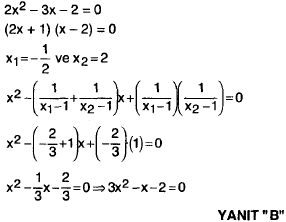 2x² − 3x − 2 = 0
(2x + 1) (x − 2) = 0
x₁ = −1/2 ve x₂ = 2
x² − (1/(x₁−1) + 1/(x₂−1))x + (1/(x₁−1))(1/(x₂−1)) = 0
x² − (−2/3 + 1)x + (−2/3)·(1) = 0
x² − 1/3x − 2/3 = 0 ⇒ 3x² − x − 2 = 0
YANIT "B"